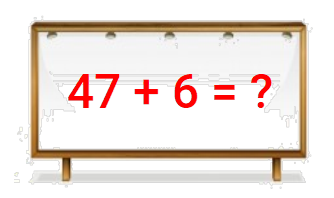 47 + 6 = ?